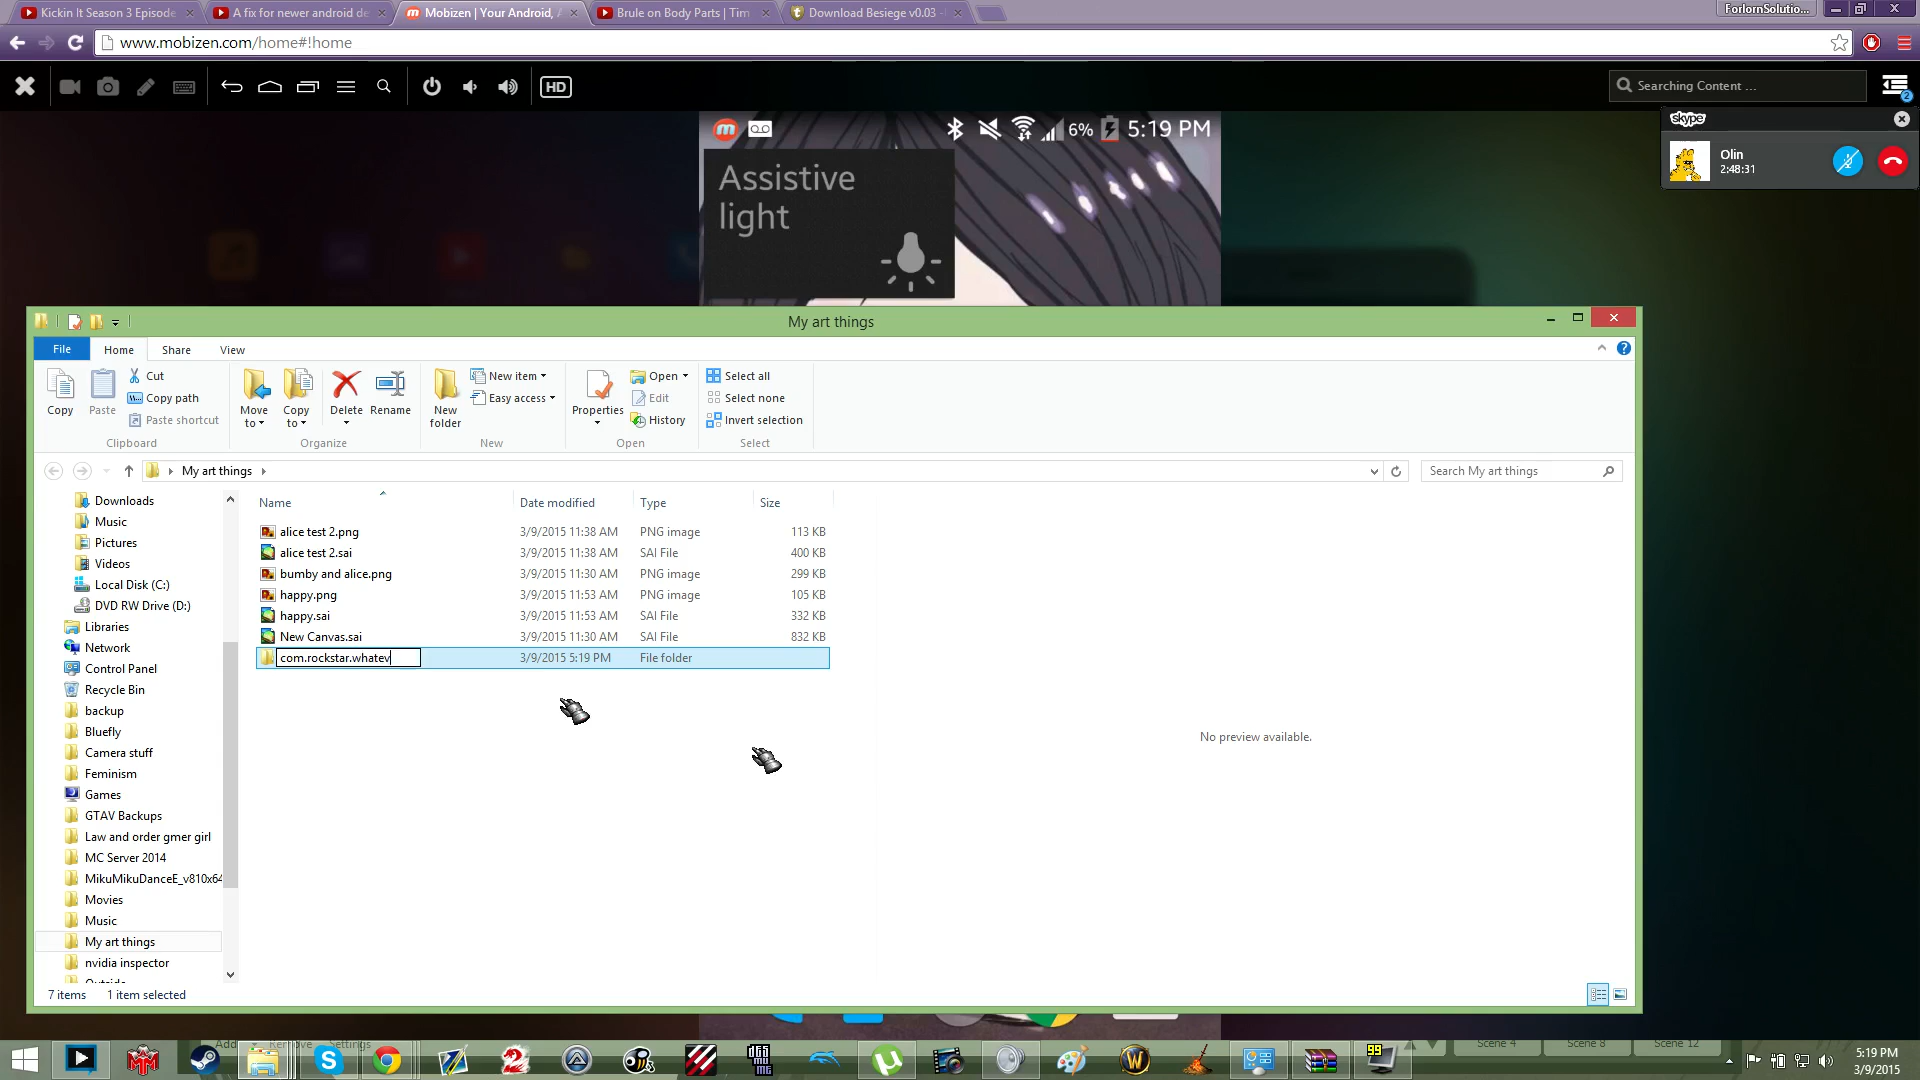 Kickin It Season 3 Episode
A fix for newer android de
Mobizen | Your Android, A
Brule on Body Parts | Tim
Download Besiege v0.03 -
ForlornSolutio...
www.mobizen.com/home#!home
HD
Searching Content ...
2
skype
Olin
2:48:31
m
6%
5:19 PM
Assistive
light
My art things
File
Home
Share
View
Copy
Paste
Cut
Copy path
Paste shortcut
Clipboard
Move
to
Copy
to
Delete
Rename
Organize
New
folder
New item
Easy access
New
Properties
Open
Edit
History
Open
Select all
Select none
Invert selection
Select
My art things
Search My art things
Downloads
Music
Pictures
Videos
Local Disk (C:)
DVD RW Drive (D:)
Libraries
Network
Control Panel
Recycle Bin
backup
Bluefly
Camera stuff
Feminism
Games
GTAV Backups
Law and order gmer girl
MC Server 2014
MikuMikuDanceE_v810x64
Movies
Music
My art things
nvidia inspector
Outside
Name Date modified Type Size
alice test 2.png 3/9/2015 11:38 AM PNG image 113 KB
alice test 2.sai 3/9/2015 11:38 AM SAI File 400 KB
bumby and alice.png 3/9/2015 11:30 AM PNG image 299 KB
happy.png 3/9/2015 11:53 AM PNG image 105 KB
happy.sai 3/9/2015 11:53 AM SAI File 332 KB
New Canvas.sai 3/9/2015 11:30 AM SAI File 832 KB
com.rockstar.whatev 3/9/2015 5:19 PM File folder
No preview available.
7 items 1 item selected
Add Remove Settings
Scene 4 Scene 8 Scene 12
99
5:19 PM
3/9/2015